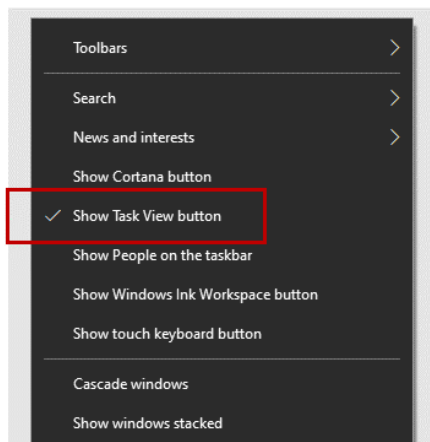 Toolbars
Search
News and interests
Show Cortana button
Show Task View button
Show People on the taskbar
Show Windows Ink Workspace button
Show touch keyboard button
Cascade windows
Show windows stacked